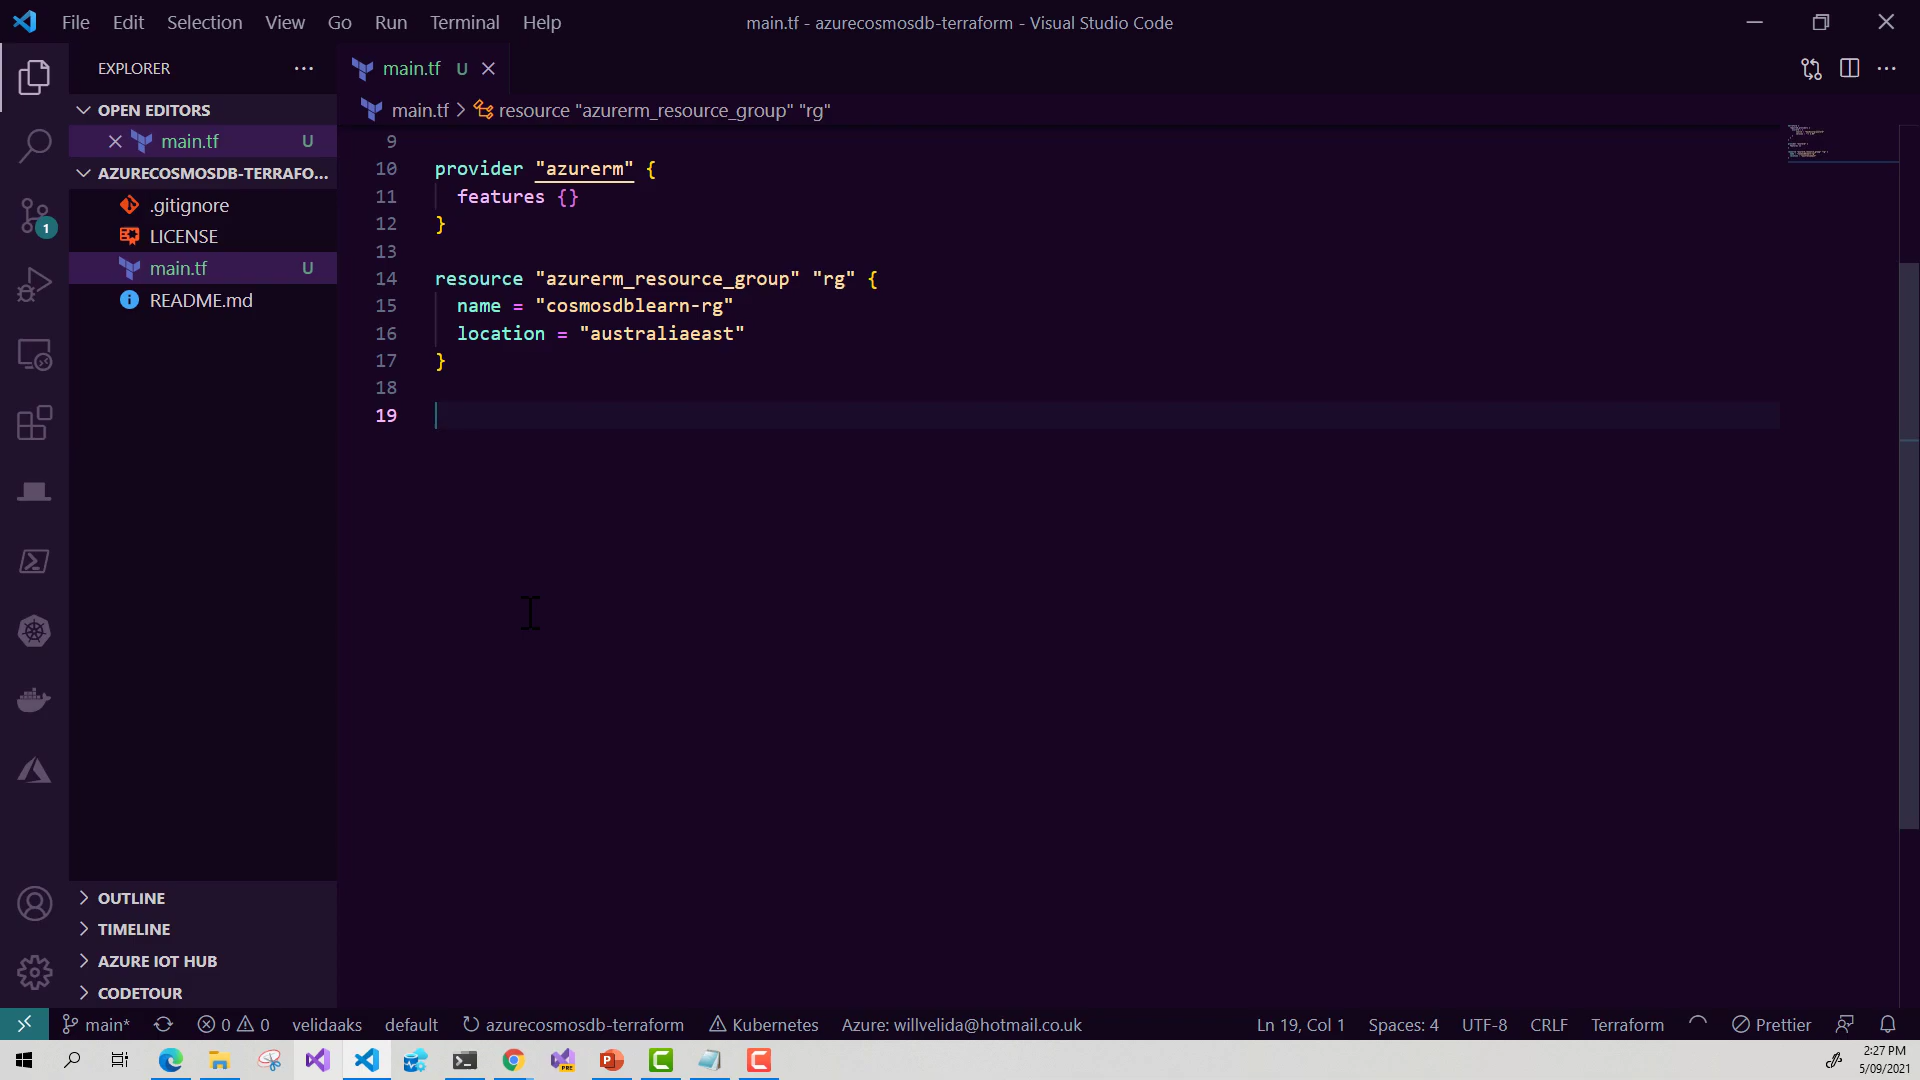 File Edit Selection View Go Run Terminal Help
main.tf - azurecosmosdb-terraform - Visual Studio Code
EXPLORER
main.tf U
OPEN EDITORS
main.tf > resource "azurerm_resource_group" "rg"
main.tf U
AZURECOSMOSDB-TERRAFO...
.gitignore
LICENSE
main.tf U
README.md
9
10 provider "azurerm" {
11 features {}
12 }
13
14 resource "azurerm_resource_group" "rg" {
15 name = "cosmosdblearn-rg"
16 location = "australiaeast"
17 }
18
19
1
OUTLINE
TIMELINE
AZURE IOT HUB
CODETOUR
main* 0 0 velidaaks default azurecosmosdb-terraform Kubernetes Azure: willvelida@hotmail.co.uk Ln 19, Col 1 Spaces: 4 UTF-8 CRLF Terraform Prettier
PRE
2:27 PM
5/09/2021